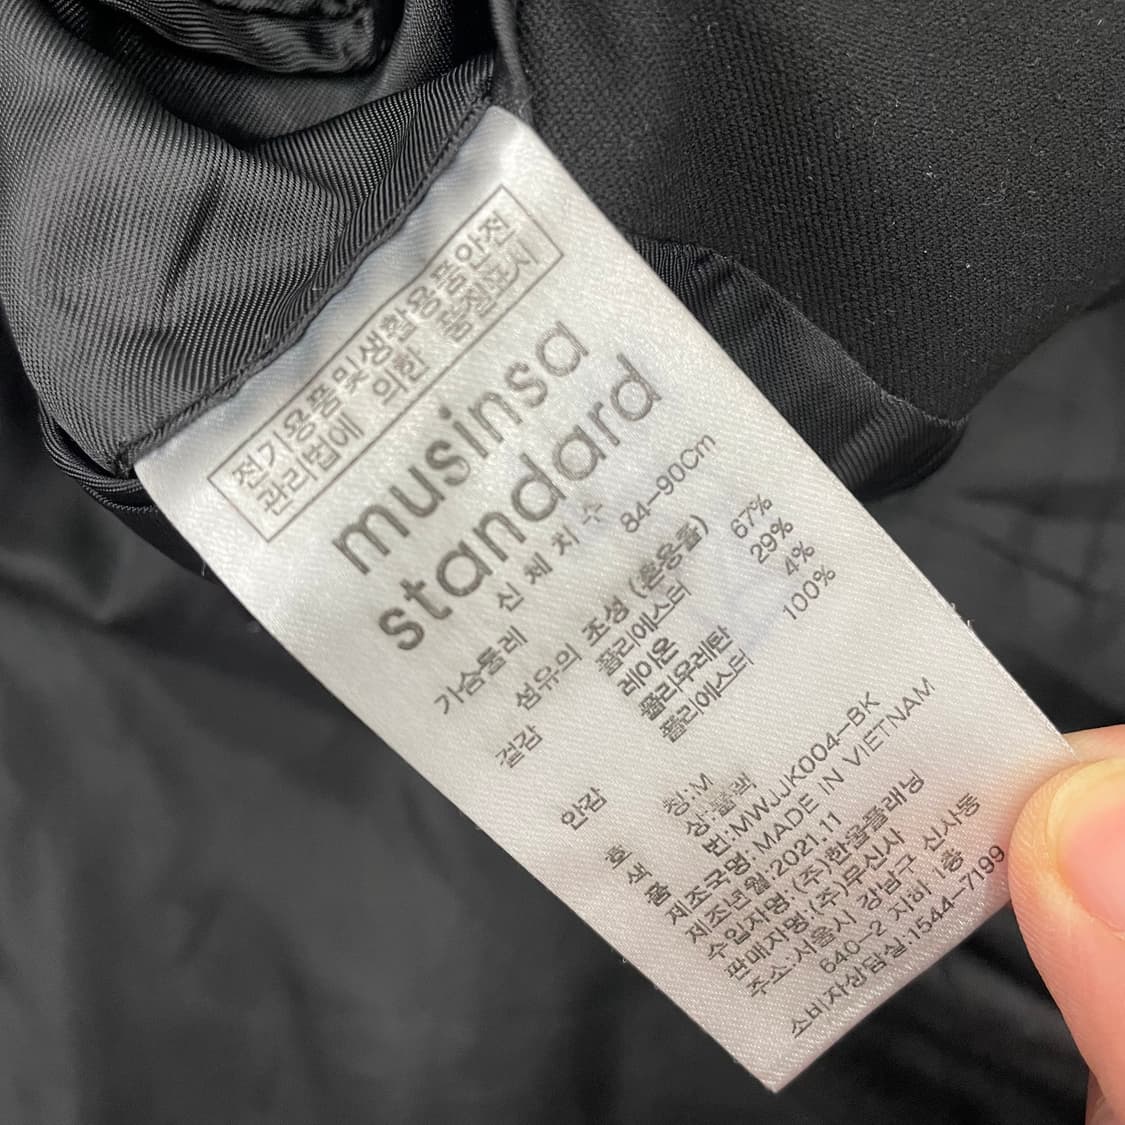 전기용품및생활용품안전
관리법에 의한 품질표시
musinsa
standard
신 체 치 수
가슴둘레 84-90Cm
섬유의 조성 (혼용율)
겉감 폴리에스터 67%
레이온 29%
폴리우레탄 4%
안감 폴리에스터 100%
호 칭:M
색 상:블랙
품 번:MWJJK004-BK
제조국명: MADE IN VIETNAM
제조년월:2021.11
수입자명:(주)한글플래닝
판매자명:(주)무신사
주소:서울시 강남구 신사동
640-2 지하 1층
소비자상담실:1544-7199